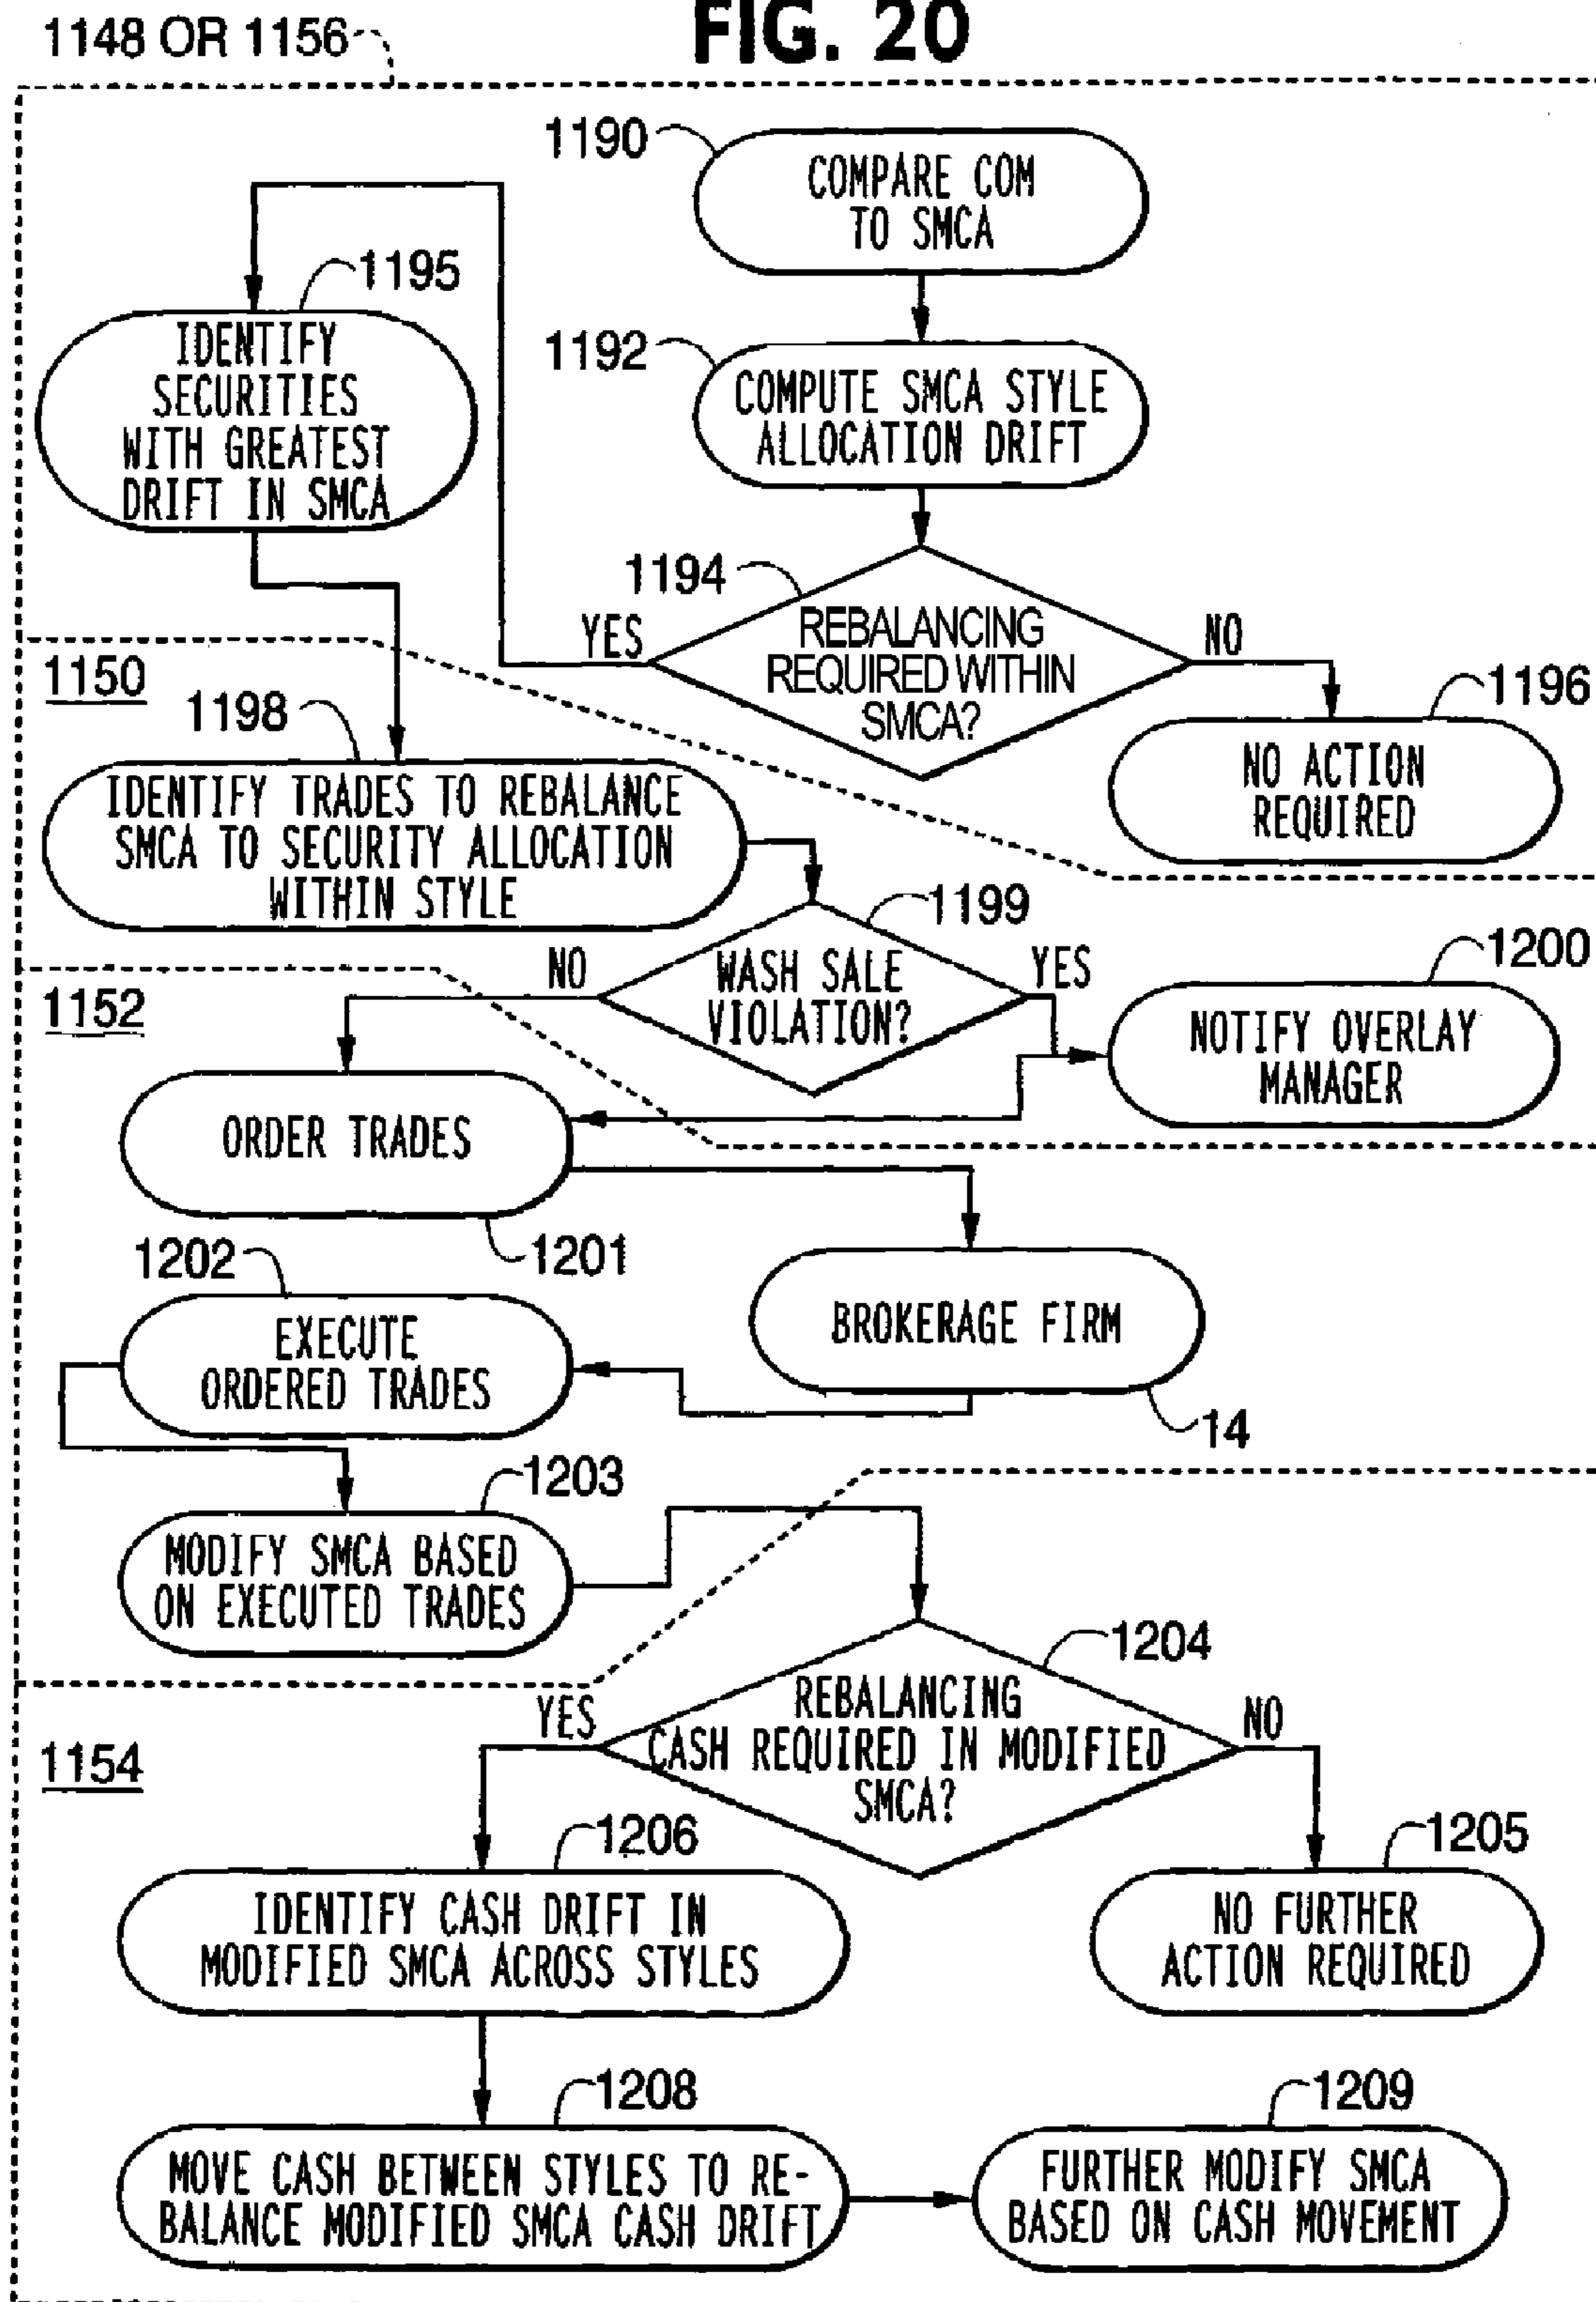 FIG. 20
1148 OR 1156
1190
COMPARE COM
TO SMCA
1195
IDENTIFY
SECURITIES
WITH GREATEST
DRIFT IN SMCA
1192
COMPUTE SMCA STYLE
ALLOCATION DRIFT
1194
REBALANCING
REQUIRED WITHIN
SMCA?
YES
NO
1150
1196
NO ACTION
REQUIRED
1198
IDENTIFY TRADES TO REBALANCE
SMCA TO SECURITY ALLOCATION
WITHIN STYLE
1199
WASH SALE
VIOLATION?
NO
YES
1200
NOTIFY OVERLAY
MANAGER
1152
ORDER TRADES
1201
1202
EXECUTE
ORDERED TRADES
BROKERAGE FIRM
14
1203
MODIFY SMCA BASED
ON EXECUTED TRADES
1204
REBALANCING
CASH REQUIRED IN MODIFIED
SMCA?
YES
NO
1154
1206
IDENTIFY CASH DRIFT IN
MODIFIED SMCA ACROSS STYLES
1205
NO FURTHER
ACTION REQUIRED
1208
MOVE CASH BETWEEN STYLES TO RE-
BALANCE MODIFIED SMCA CASH DRIFT
1209
FURTHER MODIFY SMCA
BASED ON CASH MOVEMENT